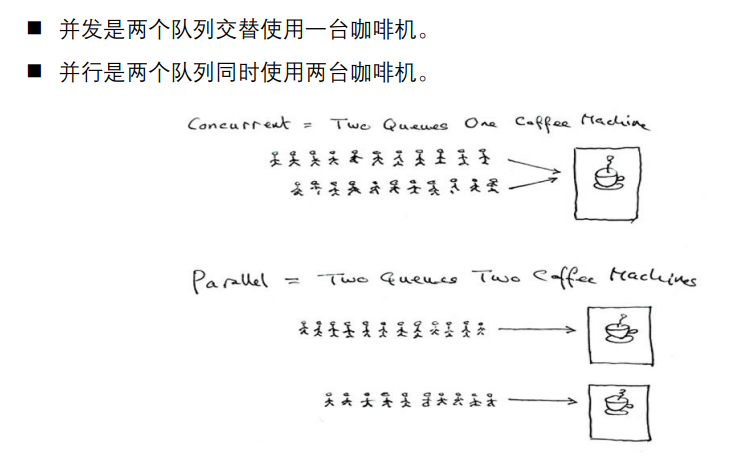 并发是两个队列交替使用一台咖啡机。
并行是两个队列同时使用两台咖啡机。
Concurrent = Two Queues One Coffee Machine
Parallel = Two Queues Two Coffee Machines